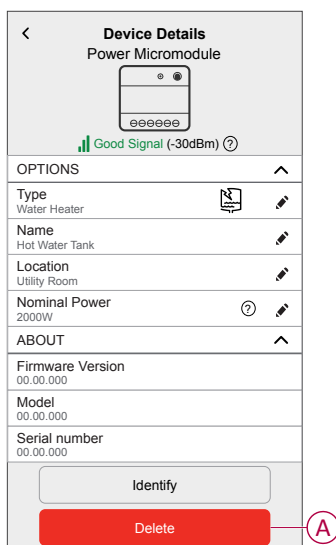 Device Details
Power Micromodule
Good Signal (-30dBm) ?
OPTIONS
Type
Water Heater
Name
Hot Water Tank
Location
Utility Room
Nominal Power
2000W
?
ABOUT
Firmware Version
00.00.000
Model
00.00.000
Serial number
00.00.000
Identify
Delete
A